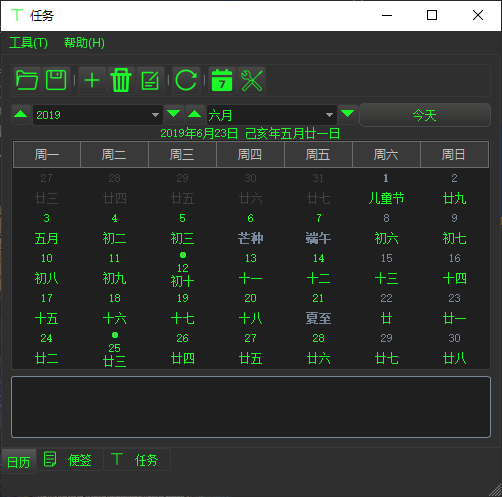 任务
工具(T) 帮助(H)
7
2019 六月 今天
2019年6月23日 己亥年五月廿一日
周一 周二 周三 周四 周五 周六 周日
27 28 29 30 31 1 2
廿三 廿四 廿五 廿六 廿七 儿童节 廿九
3 4 5 6 7 8 9
五月 初二 初三 芒种 端午 初六 初七
10 11 12 13 14 15 16
初八 初九 初十 十一 十二 十三 十四
17 18 19 20 21 22 23
十五 十六 十七 十八 夏至 廿 廿一
24 25 26 27 28 29 30
廿二 廿三 廿四 廿五 廿六 廿七 廿八
日历 便签 任务